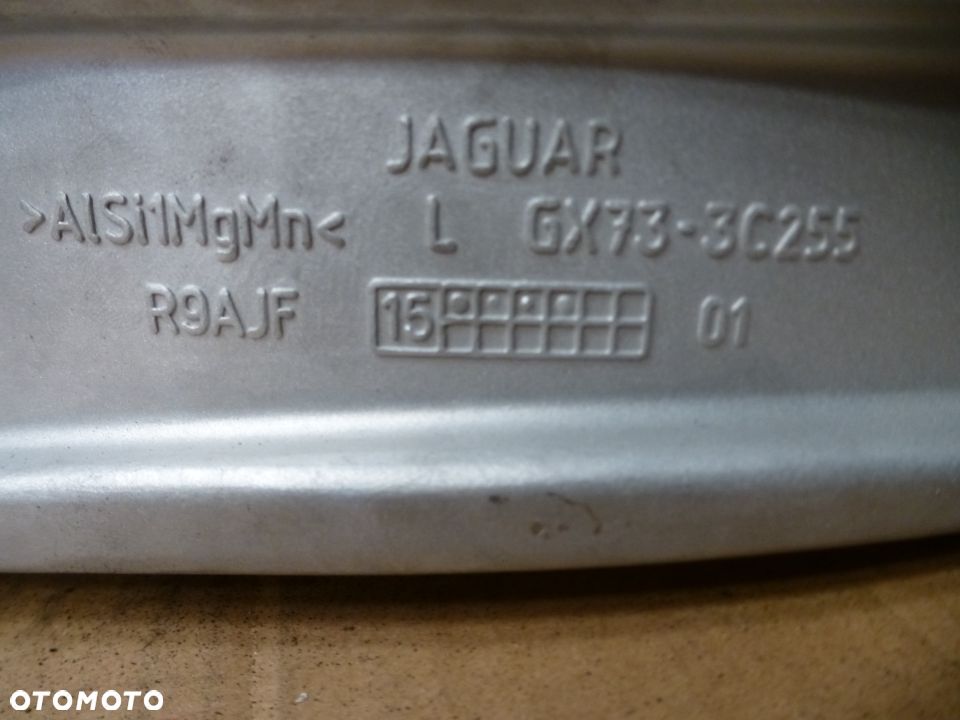 JAGUAR
>AlSi1MgMn< L GX73-3C255
R9AJF 15 01
OTOMOTO